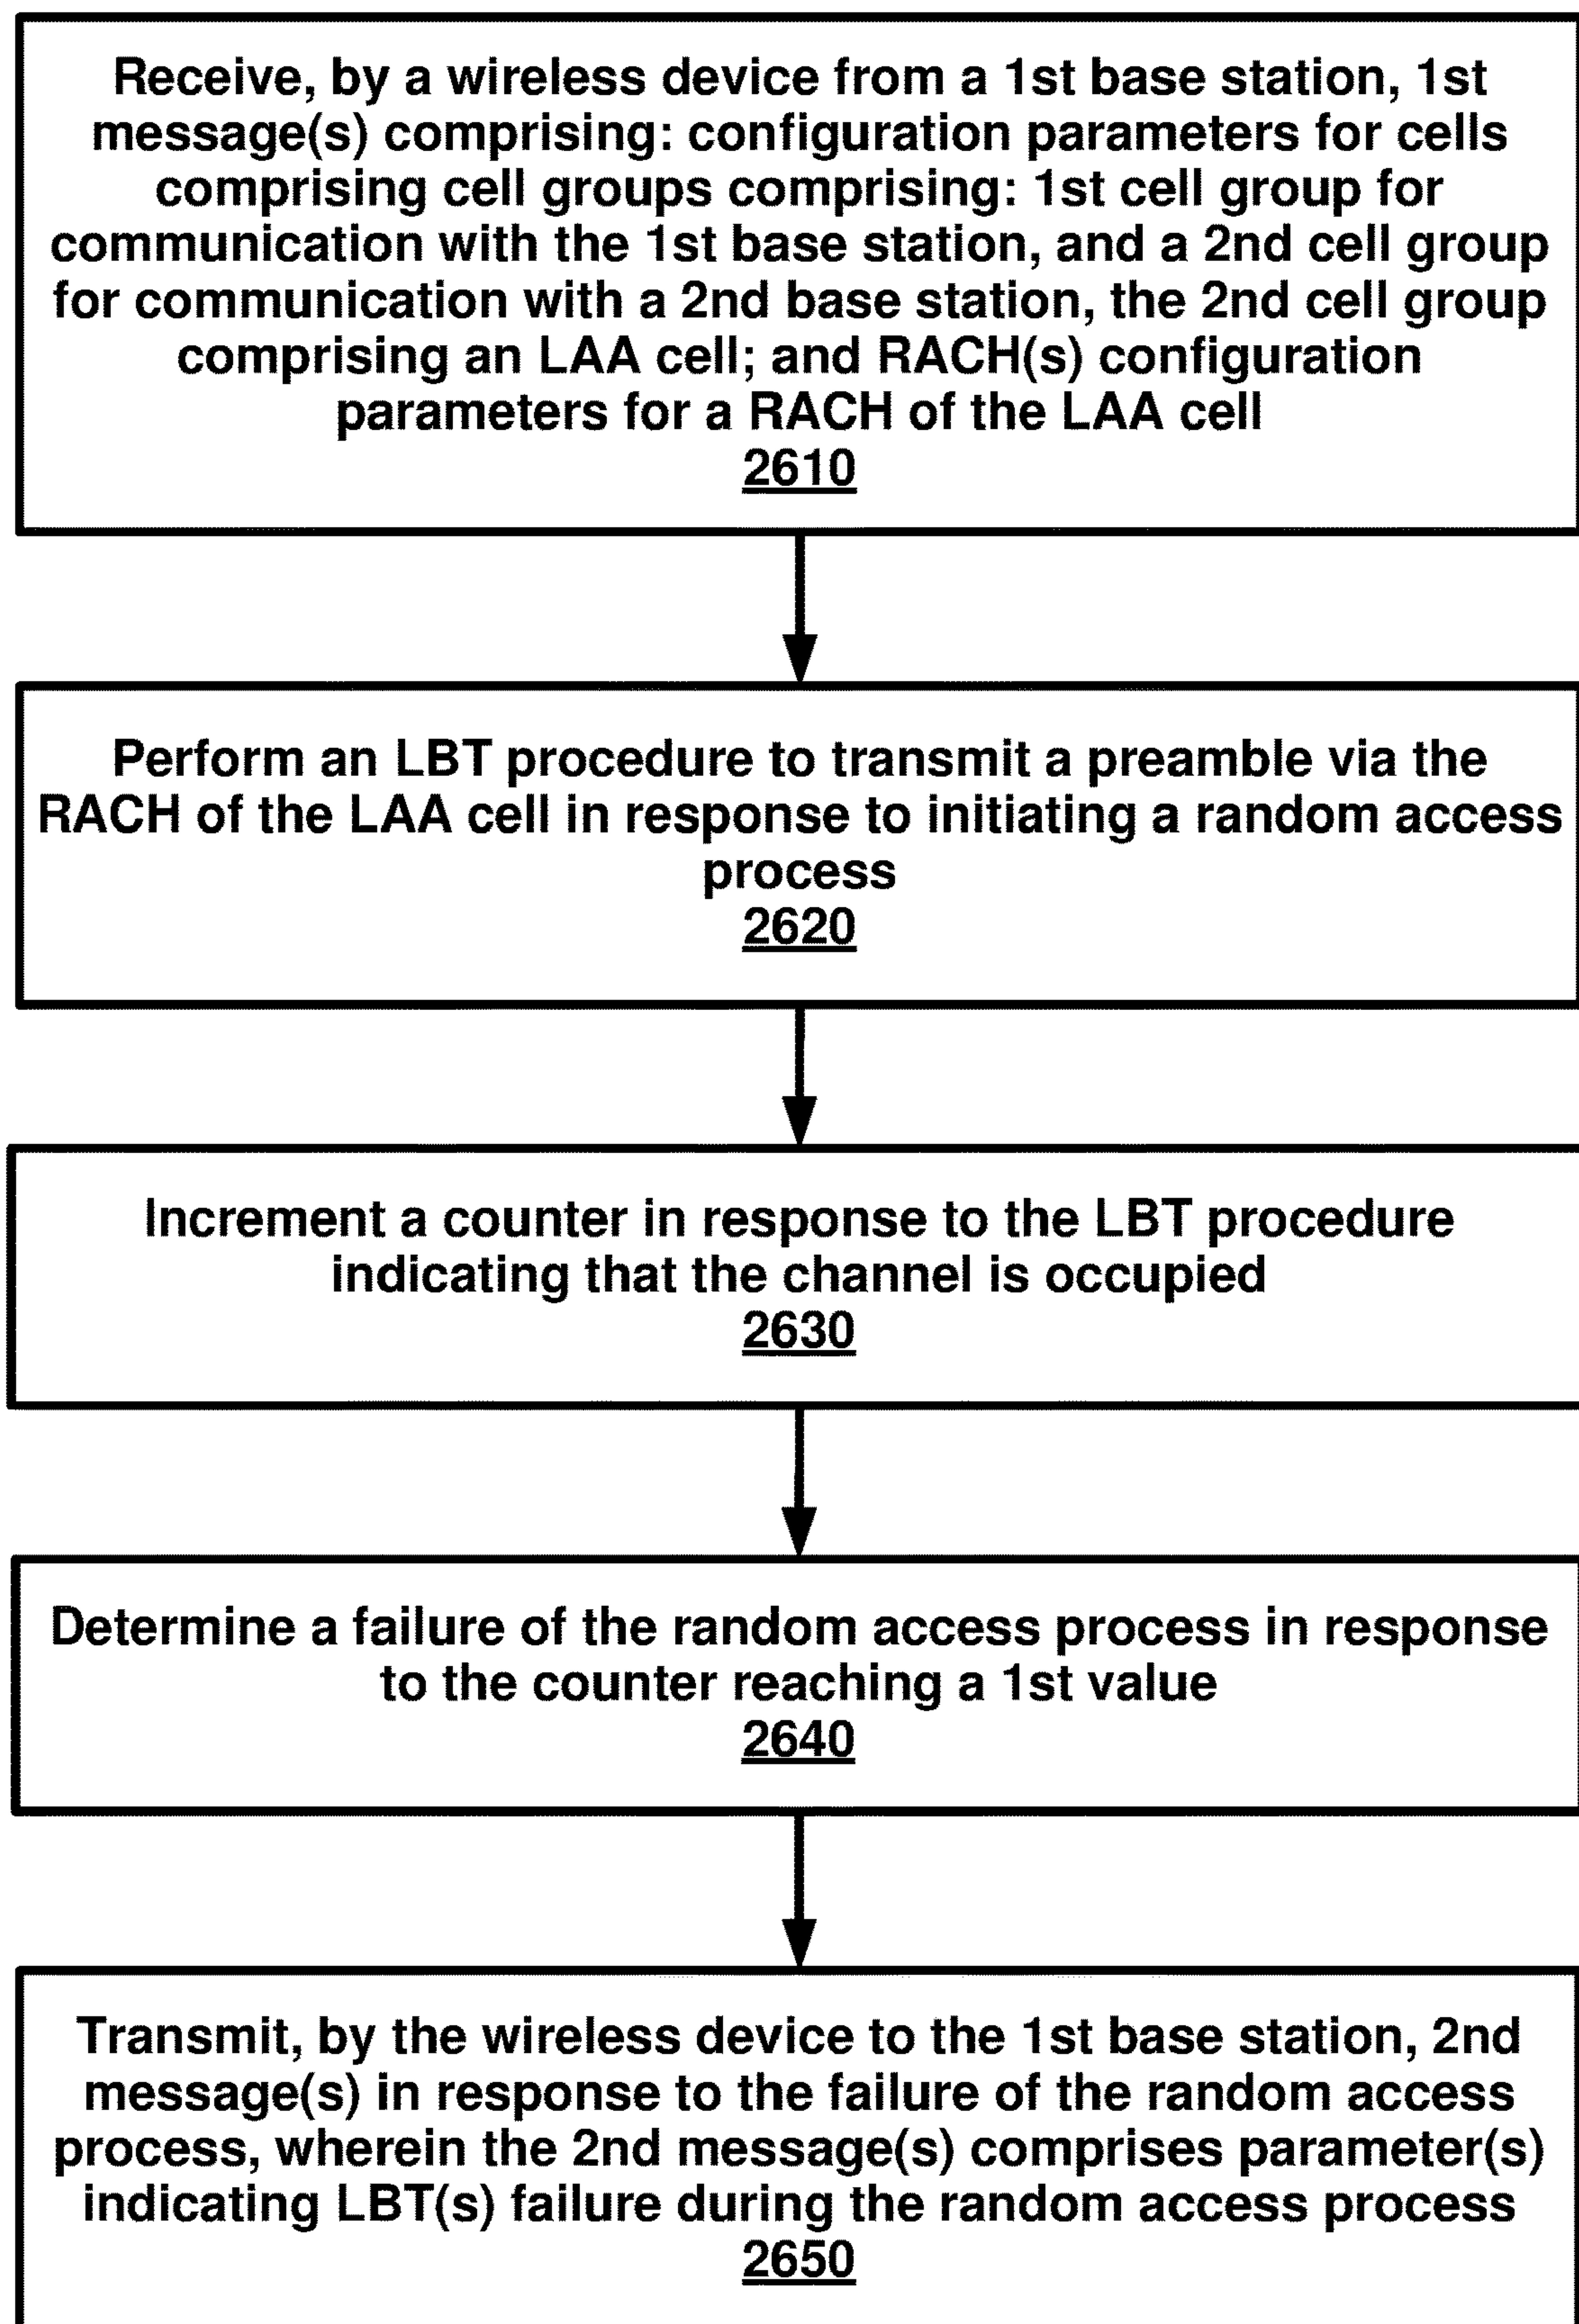 Receive, by a wireless device from a 1st base station, 1st
message(s) comprising: configuration parameters for cells
comprising cell groups comprising: 1st cell group for
communication with the 1st base station, and a 2nd cell group
for communication with a 2nd base station, the 2nd cell group
comprising an LAA cell; and RACH(s) configuration
parameters for a RACH of the LAA cell
2610
Perform an LBT procedure to transmit a preamble via the
RACH of the LAA cell in response to initiating a random access
process
2620
Increment a counter in response to the LBT procedure
indicating that the channel is occupied
2630
Determine a failure of the random access process in response
to the counter reaching a 1st value
2640
Transmit, by the wireless device to the 1st base station, 2nd
message(s) in response to the failure of the random access
process, wherein the 2nd message(s) comprises parameter(s)
indicating LBT(s) failure during the random access process
2650